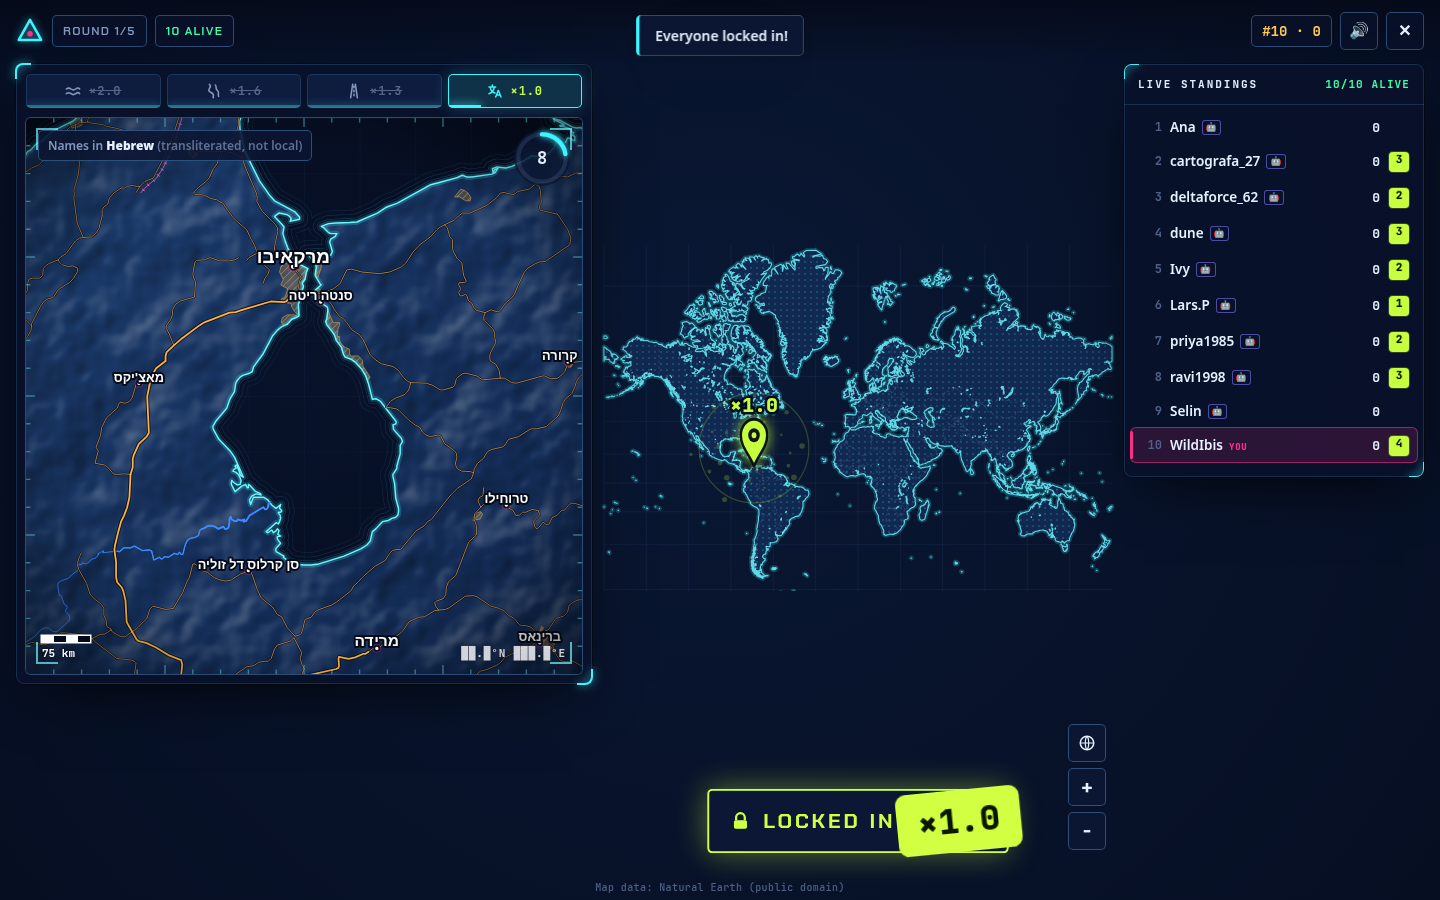 ROUND 1/5
10 ALIVE
Everyone locked in!
#10 · 0
×2.0
×1.6
×1.3
×1.0
Names in Hebrew (transliterated, not local)
8
מרקאיבו
סנטה ריטה
קרורה
מאצ'יקס
טרוחילו
סן קרלוס דל זוליה
מרידה
ברינאס
75 km
°N
°E
×1.0
LIVE STANDINGS 10/10 ALIVE
1 Ana 0
2 cartografa_27 0 3
3 deltaforce_62 0 2
4 dune 0 3
5 Ivy 0 2
6 Lars.P 0 1
7 priya1985 0 2
8 ravi1998 0 3
9 Selin 0
10 WildIbis YOU 0 4
LOCKED IN
×1.0
+
-
Map data: Natural Earth (public domain)